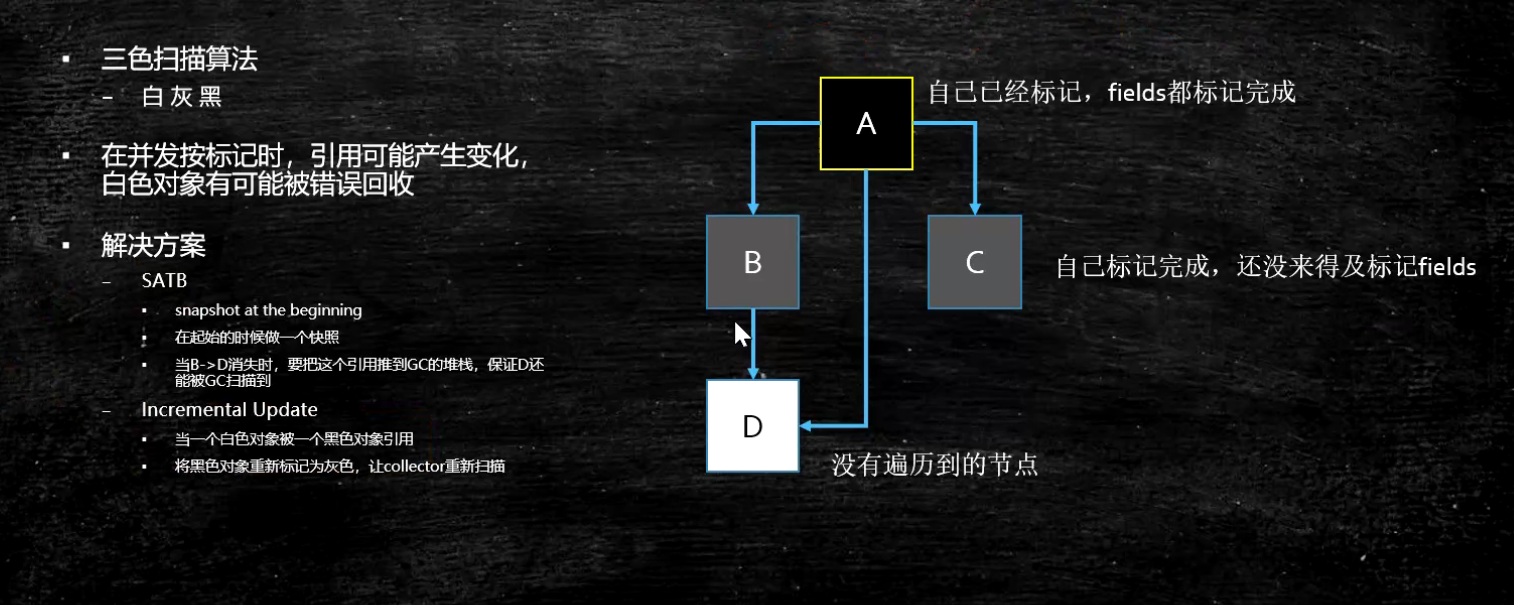 三色扫描算法
白 灰 黑
在并发按标记时，引用可能产生变化，
白色对象有可能被错误回收
解决方案
SATB
snapshot at the beginning
在起始的时候做一个快照
当B->D消失时，要把这个引用推到GC的堆栈，保证D还
能被GC扫描到
Incremental Update
当一个白色对象被一个黑色对象引用
将黑色对象重新标记为灰色，让collector重新扫描
自己已经标记，fields都标记完成
A
B
C
自己标记完成，还没来得及标记fields
D
没有遍历到的节点